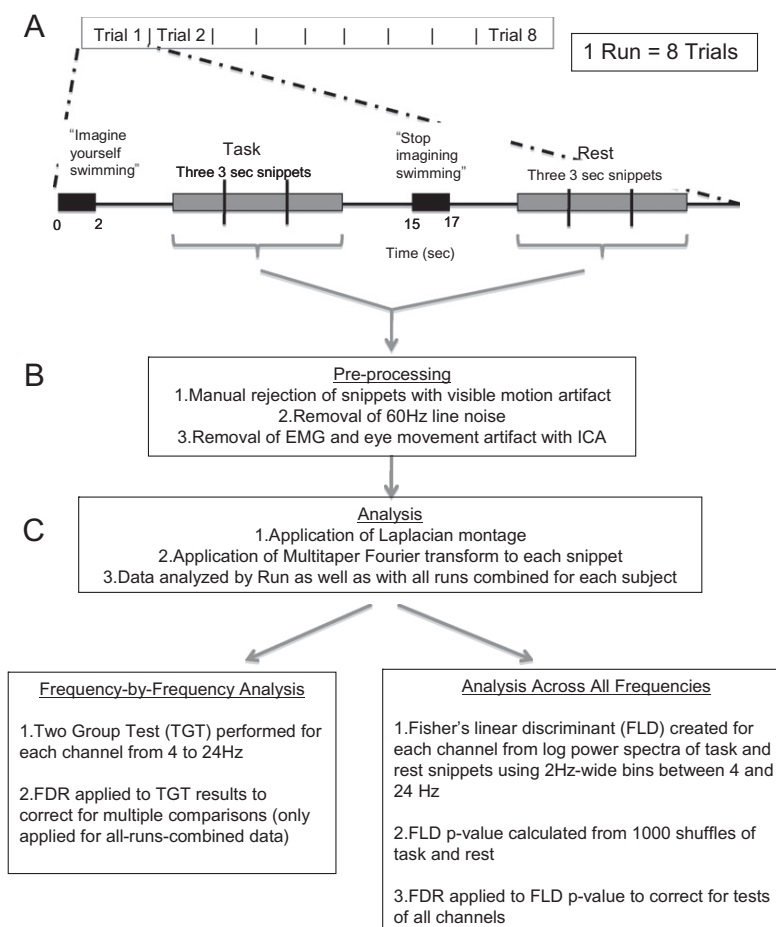 A
Trial 1 | Trial 2 | | | | | | | Trial 8
1 Run = 8 Trials
“Imagine
yourself
swimming”
Task
Three 3 sec snippets
“Stop
imagining
swimming”
Rest
Three 3 sec snippets
0 2 15 17
Time (sec)
B
Pre-processing
1.Manual rejection of snippets with visible motion artifact
2.Removal of 60Hz line noise
3.Removal of EMG and eye movement artifact with ICA
C
Analysis
1.Application of Laplacian montage
2.Application of Multitaper Fourier transform to each snippet
3.Data analyzed by Run as well as with all runs combined for each subject
Frequency-by-Frequency Analysis
1.Two Group Test (TGT) performed for
each channel from 4 to 24Hz
2.FDR applied to TGT results to
correct for multiple comparisons (only
applied for all-runs-combined data)
Analysis Across All Frequencies
1.Fisher’s linear discriminant (FLD) created for
each channel from log power spectra of task and
rest snippets using 2Hz-wide bins between 4 and
24 Hz
2.FLD p-value calculated from 1000 shuffles of
task and rest
3.FDR applied to FLD p-value to correct for tests
of all channels